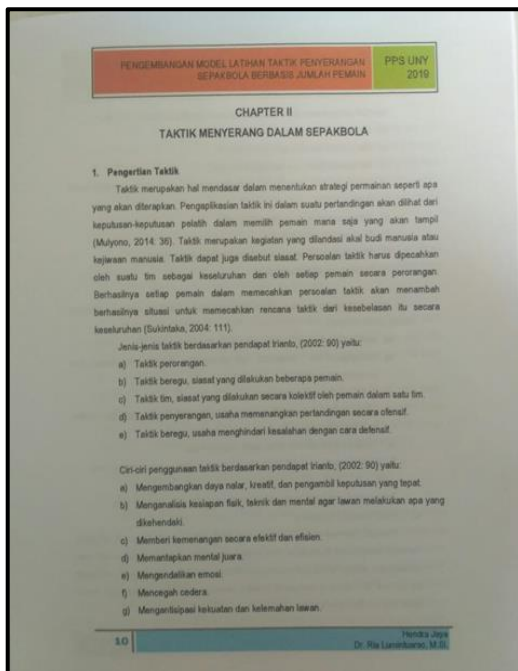 PENGEMBANGAN MODEL LATIHAN TAKTIK PENYERANGAN
SEPAKBOLA BERBASIS JUMLAH PEMAIN
PPS UNY
2019
CHAPTER II
TAKTIK MENYERANG DALAM SEPAKBOLA
1. Pengertian Taktik
Taktik merupakan hal mendasar dalam menentukan strategi permainan seperti apa
yang akan diterapkan. Pengaplikasian taktik ini dalam suatu pertandingan akan dilihat dari
keputusan-keputusan pelatih dalam memilih pemain mana saja yang akan tampil
(Mulyono, 2014: 36). Taktik merupakan kegiatan yang dilandasi akal budi manusia atau
kejiwaan manusia. Taktik dapat juga disebut siasat. Persoalan taktik harus dipecahkan
oleh suatu tim sebagai keseluruhan dan oleh setiap pemain secara perorangan.
Berhasilnya setiap pemain dalam memecahkan persoalan taktik akan menambah
berhasilnya situasi untuk memecahkan rencana taktik dari kesebelasan itu secara
keseluruhan (Sukintaka, 2004: 111).
Jenis-jenis taktik berdasarkan pendapat Irianto, (2002: 90) yaitu:
a) Taktik perorangan.
b) Taktik beregu, siasat yang dilakukan beberapa pemain.
c) Taktik tim, siasat yang dilakukan secara kolektif oleh pemain dalam satu tim.
d) Taktik penyerangan, usaha memenangkan pertandingan secara ofensif.
e) Taktik beregu, usaha menghindari kesalahan dengan cara defensif.
Ciri-ciri penggunaan taktik berdasarkan pendapat Irianto, (2002: 90) yaitu:
a) Mengembangkan daya nalar, kreatif, dan pengambil keputusan yang tepat.
b) Menganalisis kesiapan fisik, teknik dan mental agar lawan melakukan apa yang
dikehendaki.
c) Memberi kemenangan secara efektif dan efisien.
d) Memantapkan mental juara.
e) Mengendalikan emosi.
f) Mencegah cedera.
g) Mengantisipasi kekuatan dan kelemahan lawan.
10
Hendra Jaya
Dr. Ria Lumintuarso, M.Si.